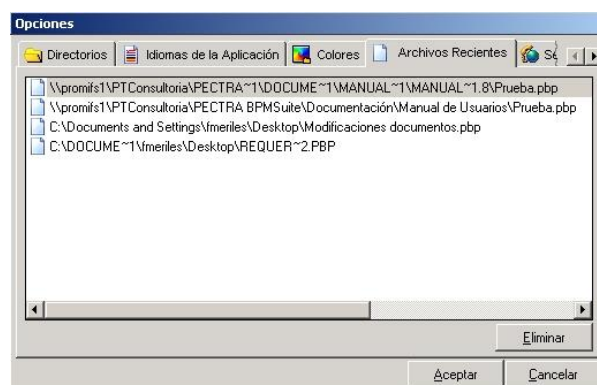 Opciones
Directorios Idiomas de la Aplicación Colores Archivos Recientes Se
\\promifs1\PTConsultoria\PECTRA~1\DOCUME~1\MANUAL~1\MANUAL~1.8\Prueba.pbp
\\promifs1\PTConsultoria\PECTRA BPMSuite\Documentación\Manual de Usuarios\Prueba.pbp
C:\Documents and Settings\fmeriles\Desktop\Modificaciones documentos.pbp
C:\DOCUME~1\fmeriles\Desktop\REQUER~2.PBP
Eliminar
Aceptar Cancelar